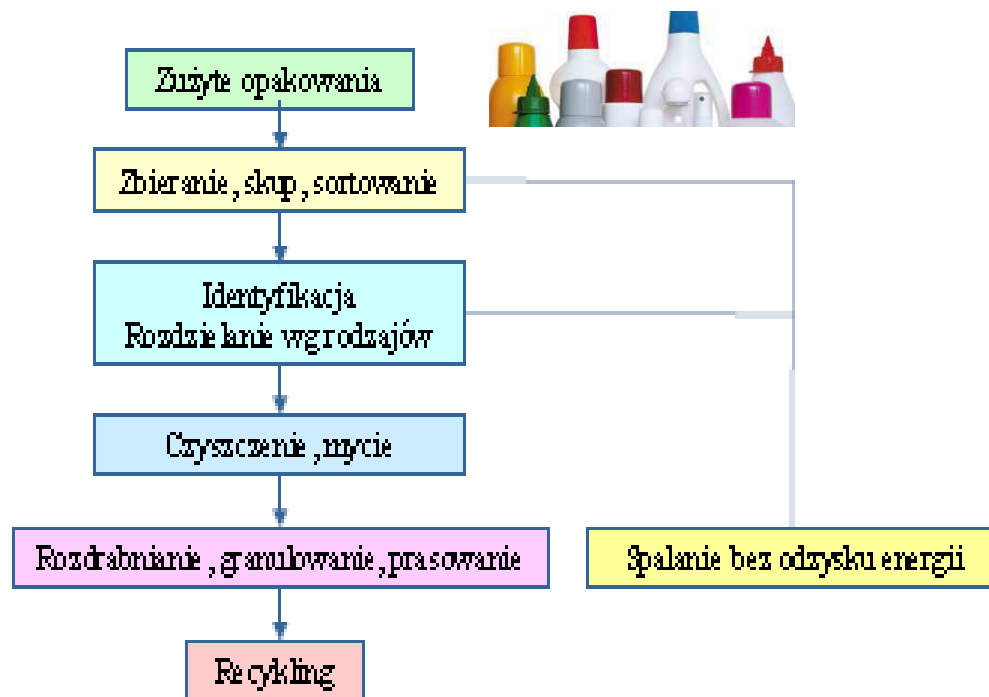 Zużyte opakowania
Zbieranie, skup, sortowanie
Identyfikacja
Rozdzielanie wg rodzajów
Czyszczenie, mycie
Rozdrabnianie, granulowanie, prasowanie
Spalanie bez odzysku energii
Recykling